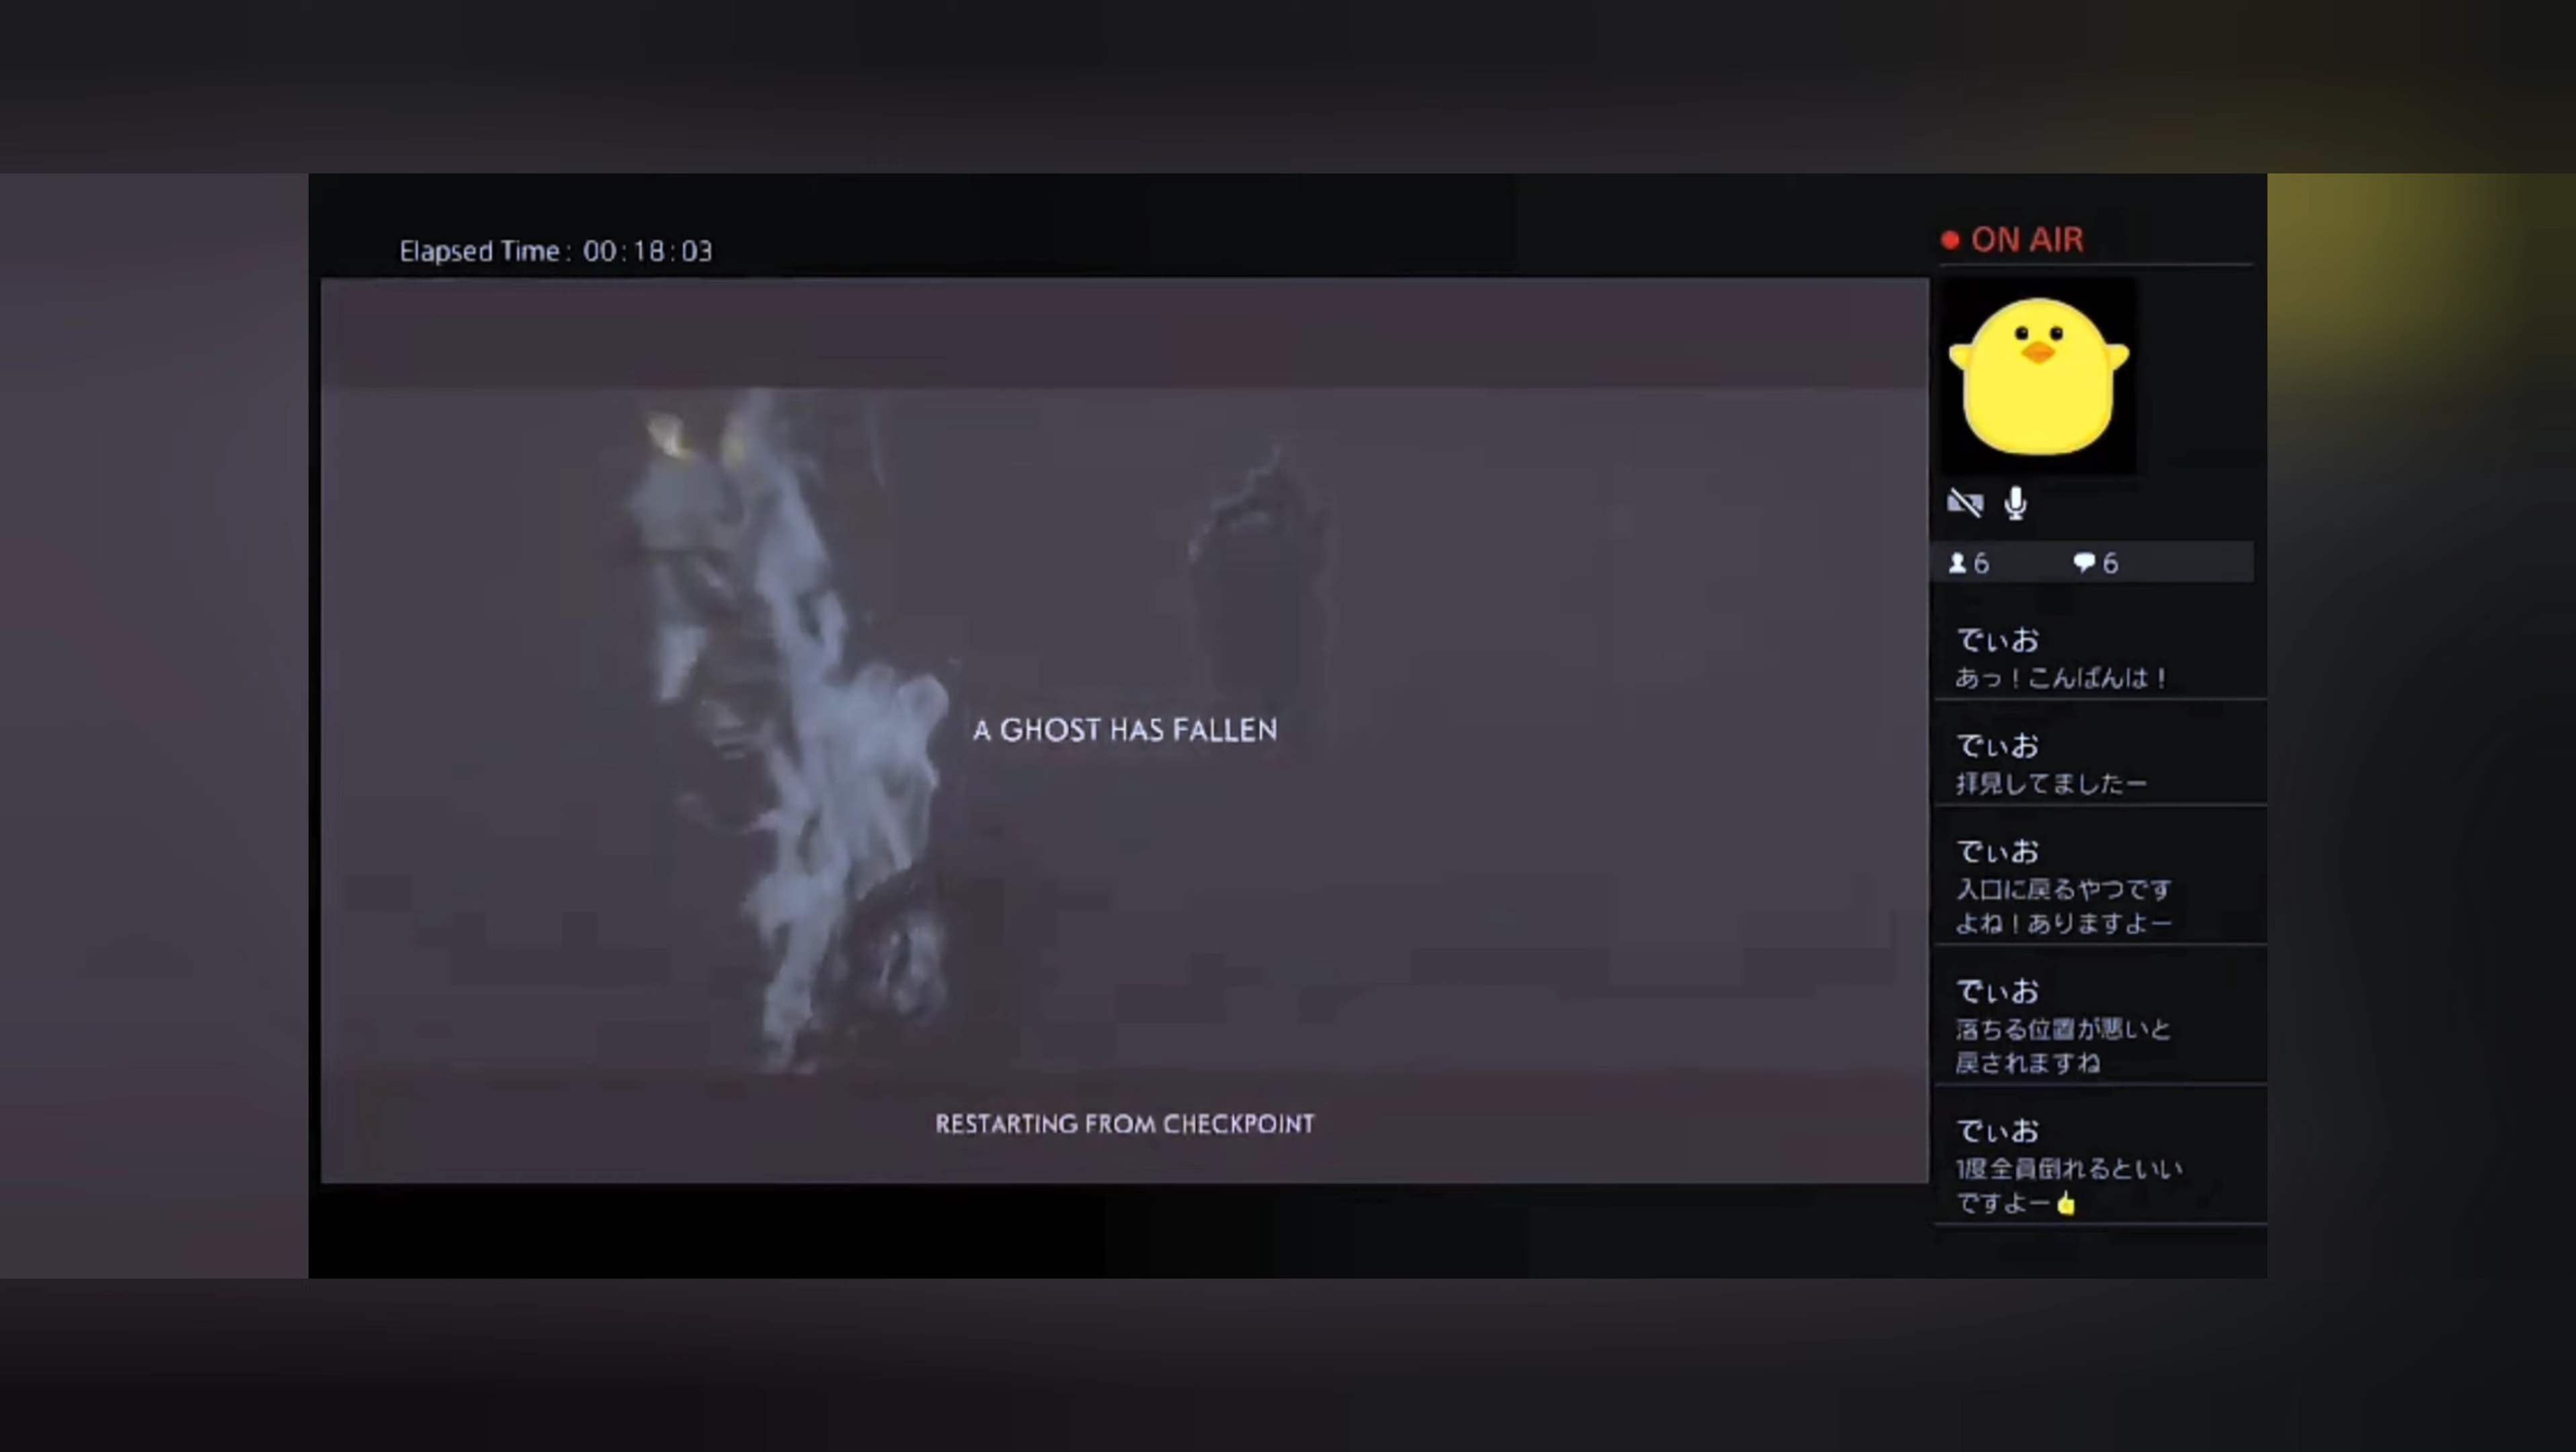 Elapsed Time: 00:18:03
ON AIR
6
6
でぃお
あっ！こんばんは！
でぃお
拝見してましたー
でぃお
入口に戻るやつです
よね！ありますよー
でぃお
落ちる位置が悪いと
戻されますね
でぃお
1度全員倒れるといい
ですよー
A GHOST HAS FALLEN
RESTARTING FROM CHECKPOINT